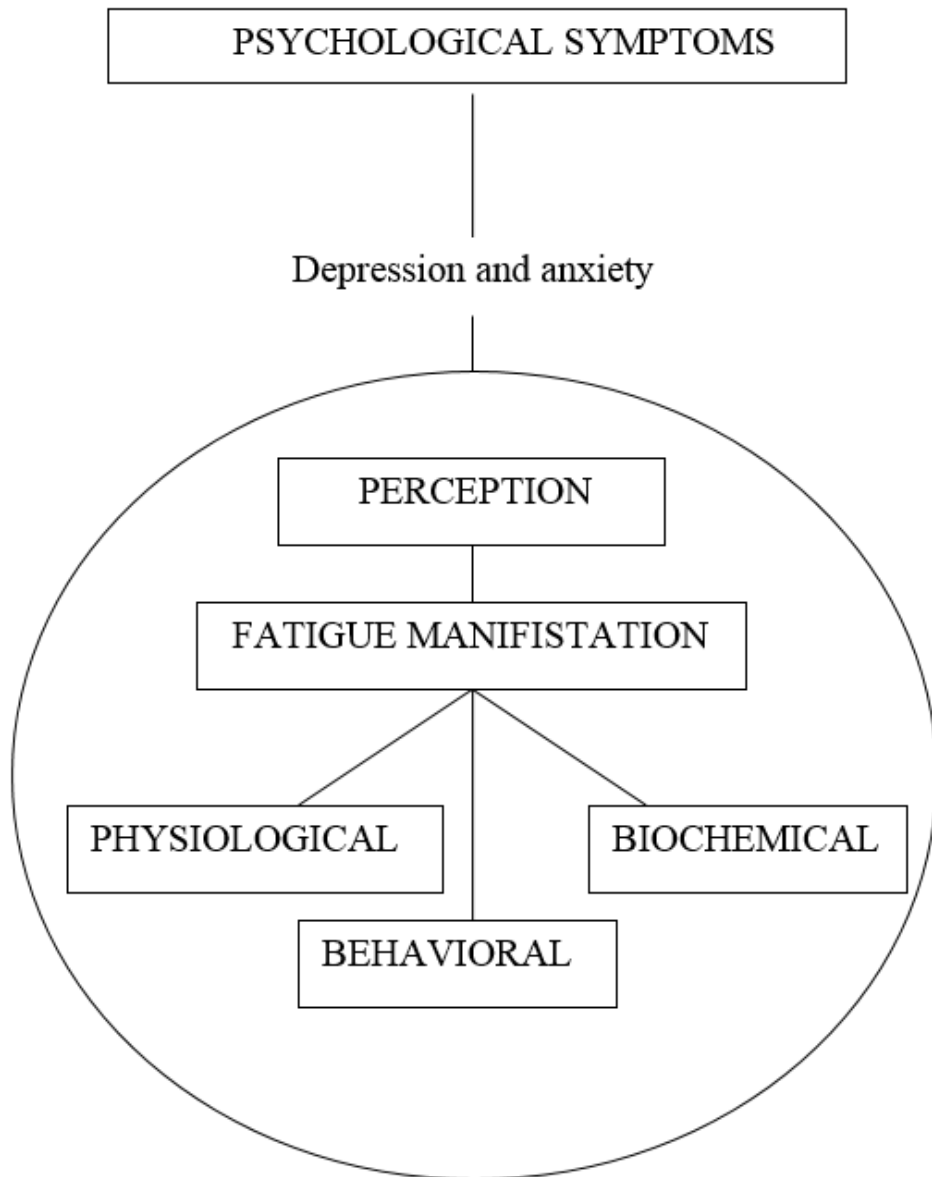 PSYCHOLOGICAL SYMPTOMS
Depression and anxiety
PERCEPTION
FATIGUE MANIFISTATION
PHYSIOLOGICAL
BIOCHEMICAL
BEHAVIORAL